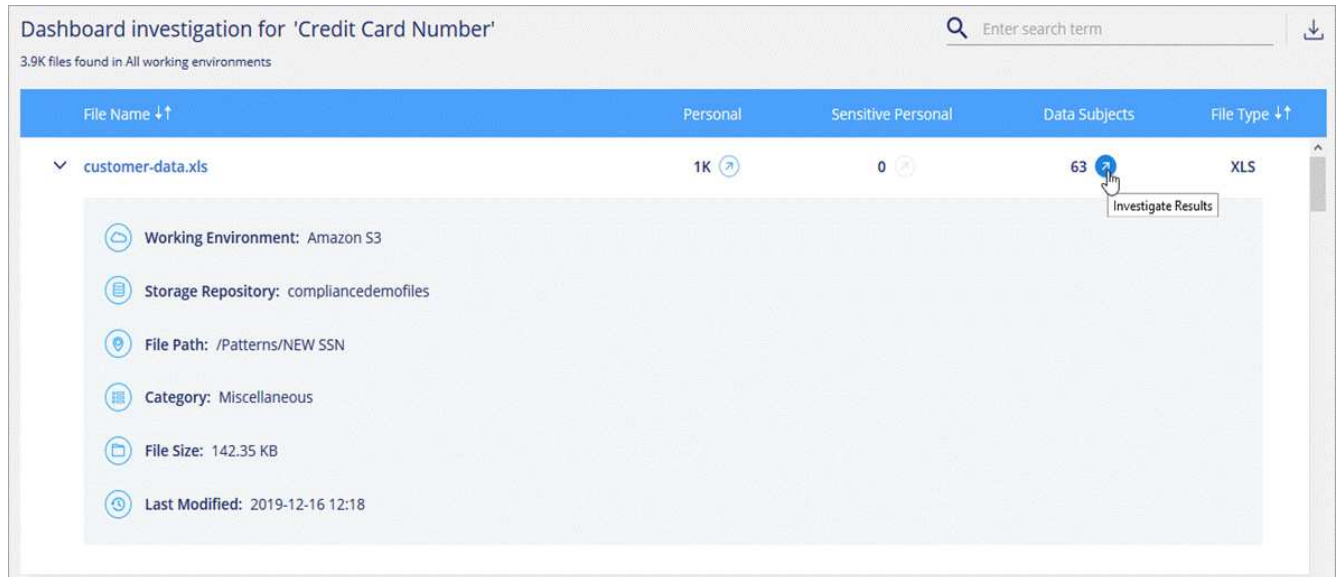 Dashboard investigation for 'Credit Card Number'
Enter search term
3.9K files found in All working environments
File Name Personal Sensitive Personal Data Subjects File Type
customer-data.xls 1K 0 63 XLS
Investigate Results
Working Environment: Amazon S3
Storage Repository: compliancedemofiles
File Path: /Patterns/NEW SSN
Category: Miscellaneous
File Size: 142.35 KB
Last Modified: 2019-12-16 12:18